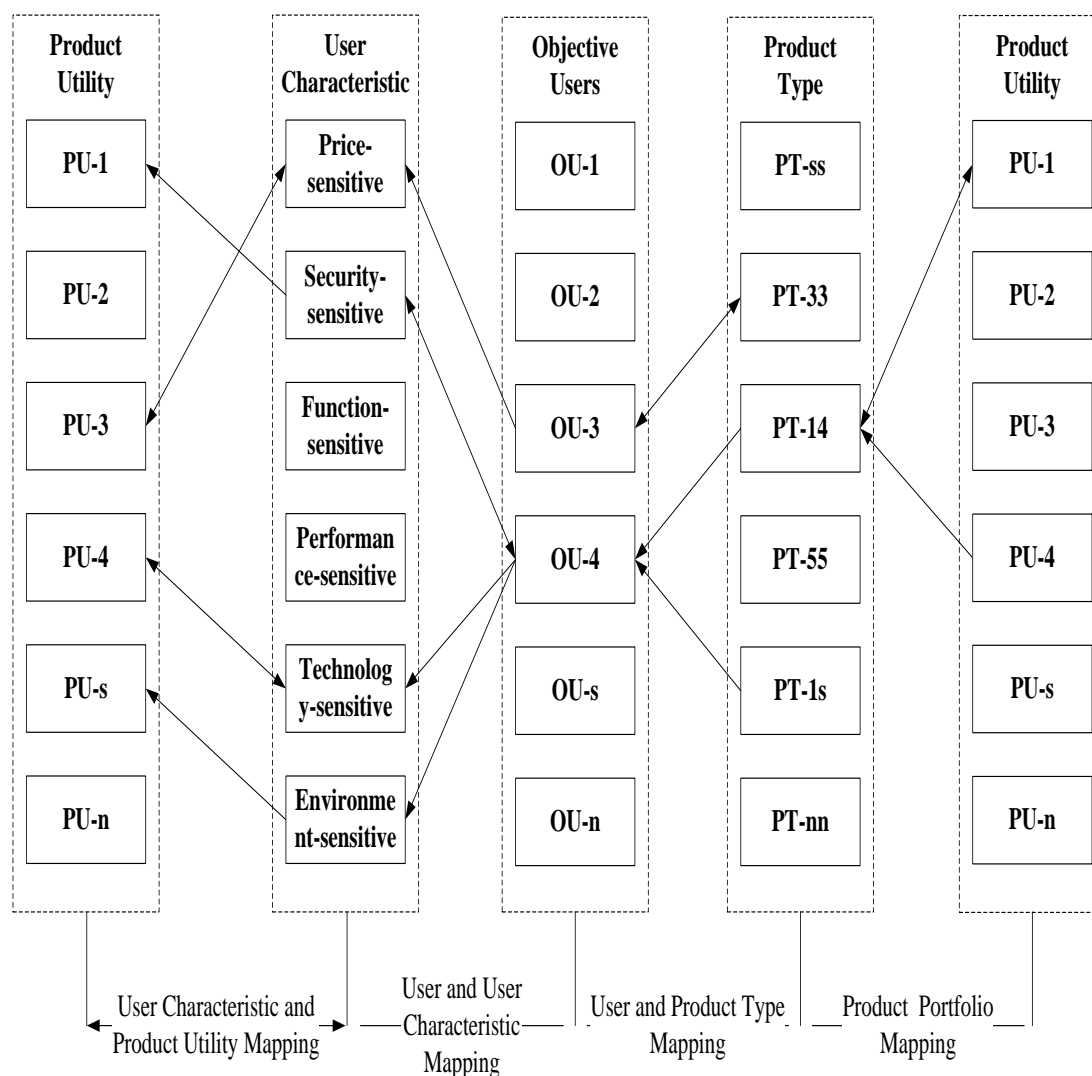 Product
Utility
PU-1
PU-2
PU-3
PU-4
PU-s
PU-n
User
Characteristic
Price-
sensitive
Security-
sensitive
Function-
sensitive
Performan
ce-sensitive
Technolog
y-sensitive
Environme
nt-sensitive
Objective
Users
OU-1
OU-2
OU-3
OU-4
OU-s
OU-n
Product
Type
PT-ss
PT-33
PT-14
PT-55
PT-1s
PT-nn
Product
Utility
PU-1
PU-2
PU-3
PU-4
PU-s
PU-n
User Characteristic and
Product Utility Mapping
User and User
Characteristic
Mapping
User and Product Type
Mapping
Product Portfolio
Mapping